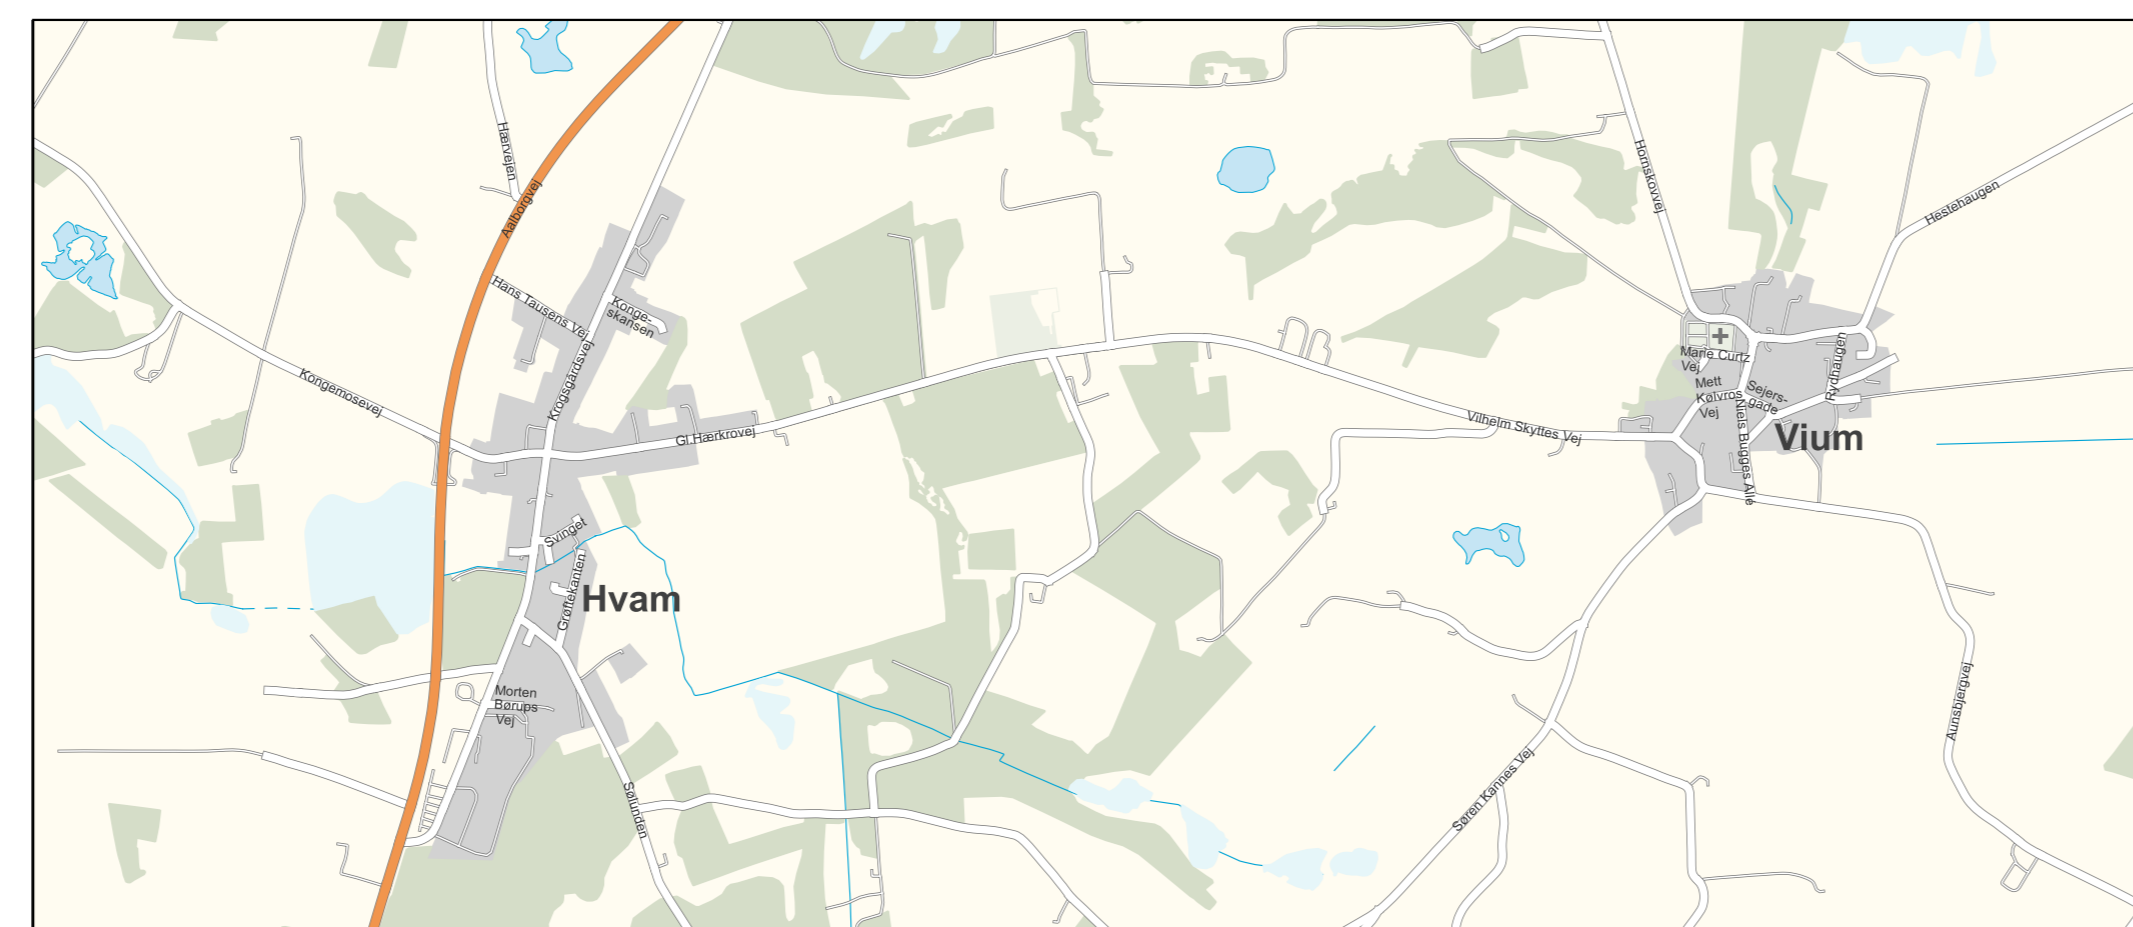 Hærvejen
Aalborgvej
Hornskovvej
Hestehaugen
Hans Tausens Vej
Konge-
skansen
Krogsgårdsvej
Kongemosevej
Gl.Hærkrovej
Marie Curtz
Vej
Mett
Kølvros
Vej
Sejers-
gade
Rydhaugen
Niels Bugges Alle
Vilhelm Skyttes Vej
Vium
Svinget
Grøftekanten
Hvam
Morten
Børups
Vej
Sølunden
Søren Kannes Vej
Aunsbjergvej